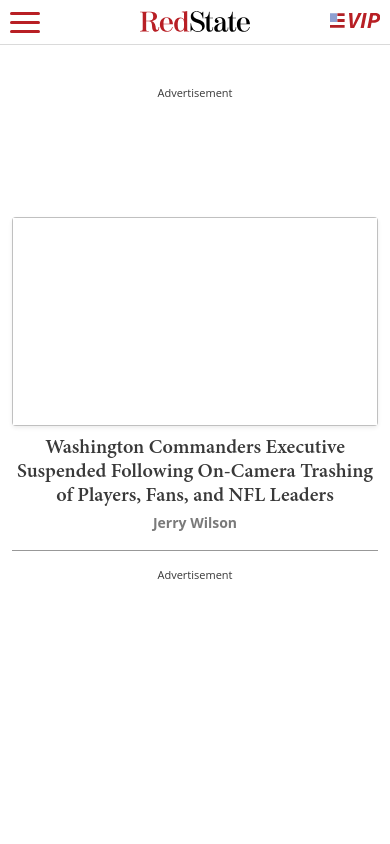 RedState
VIP
Advertisement
Washington Commanders Executive
Suspended Following On-Camera Trashing
of Players, Fans, and NFL Leaders
Jerry Wilson
Advertisement